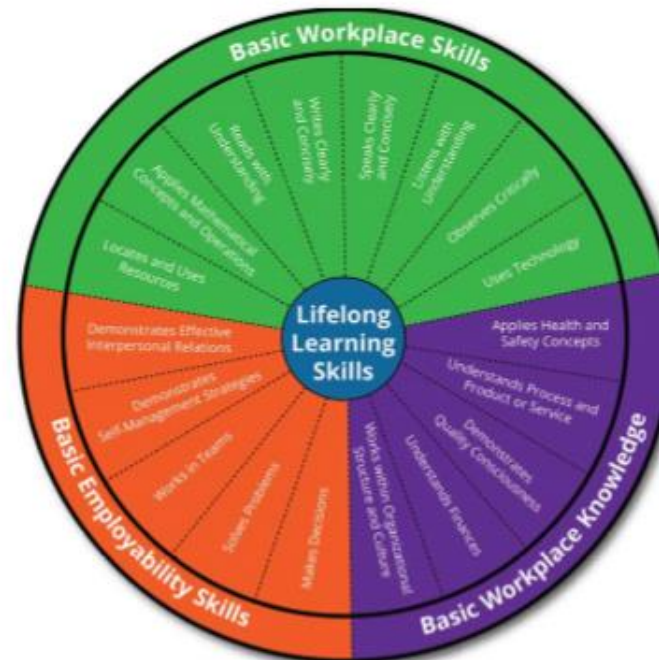 Basic Workplace Skills
Locates and Uses
Resources
Applies Mathematical
Concepts and Operations
Reads with
Understanding
Writes Clearly
and Concisely
Speaks Clearly
and Concisely
Listens with
Understanding
Observes Critically
Uses Technology
Lifelong
Learning
Skills
Applies Health and
Safety Concepts
Understands Process and
Product or Service
Demonstrates
Quality Consciousness
Understands Finances
Works within Organizational
Structure and Culture
Basic Workplace Knowledge
Demonstrates Effective
Interpersonal Relations
Demonstrates
Self-Management Strategies
Works in Teams
Solves Problems
Makes Decisions
Basic Employability Skills